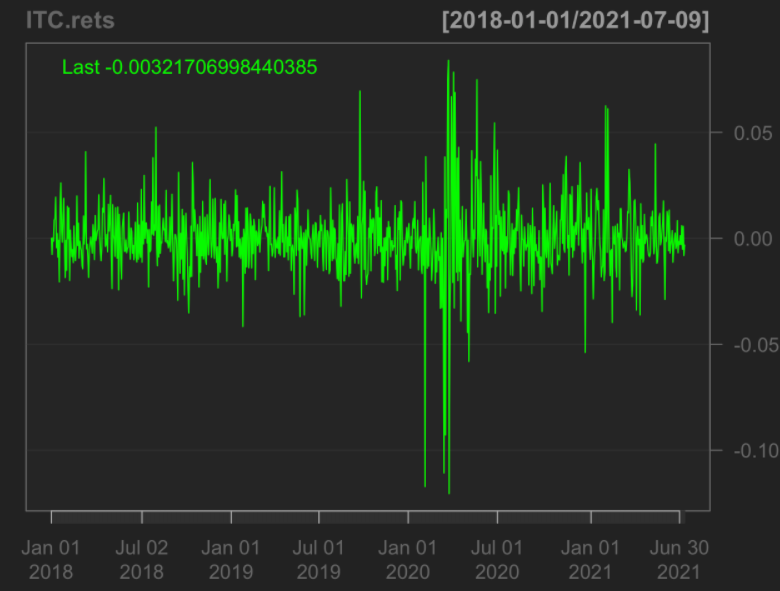 ITC.rets [2018-01-01/2021-07-09]
Last -0.00321706998440385
0.05
0.00
-0.05
-0.10
Jan 01 Jul 02 Jan 01 Jul 01 Jan 01 Jul 01 Jan 01 Jun 30
2018 2018 2019 2019 2020 2020 2021 2021